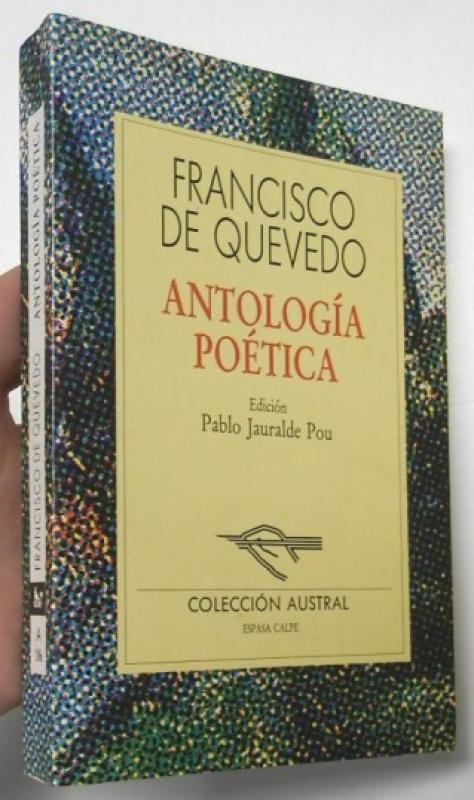 FRANCISCO
DE QUEVEDO
ANTOLOGÍA
POÉTICA
Edición
Pablo Jauralde Pou
COLECCIÓN AUSTRAL
ESPASA CALPE
FRANCISCO DE QUEVEDO ANTOLOGÍA POÉTICA